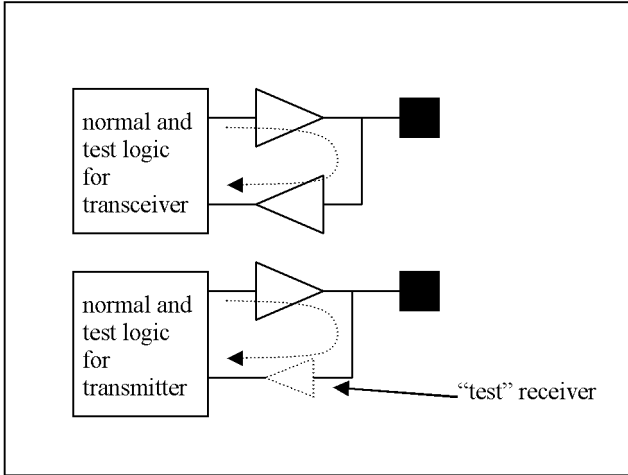 normal and
test logic
for
transceiver
normal and
test logic
for
transmitter
“test” receiver